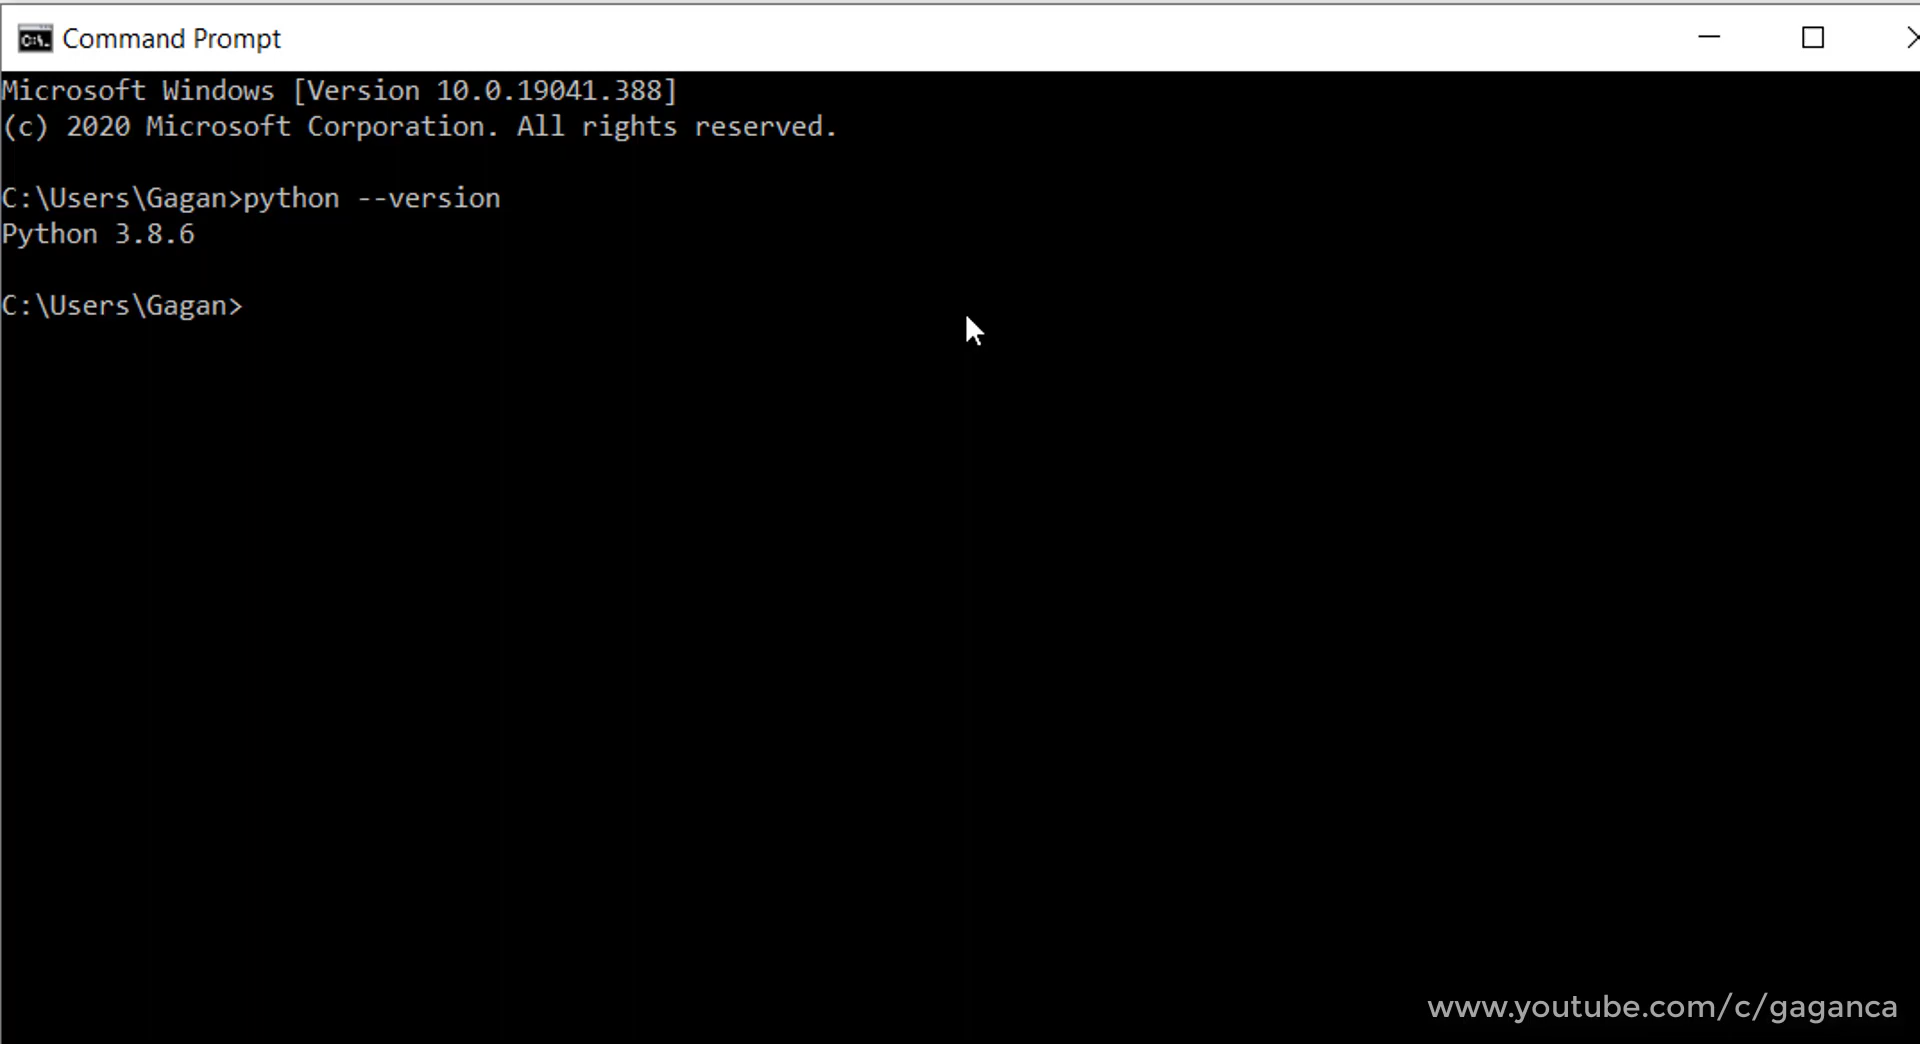 Command Prompt
Microsoft Windows [Version 10.0.19041.388]
(c) 2020 Microsoft Corporation. All rights reserved.
C:\Users\Gagan>python --version
Python 3.8.6
C:\Users\Gagan>
www.youtube.com/c/gaganca